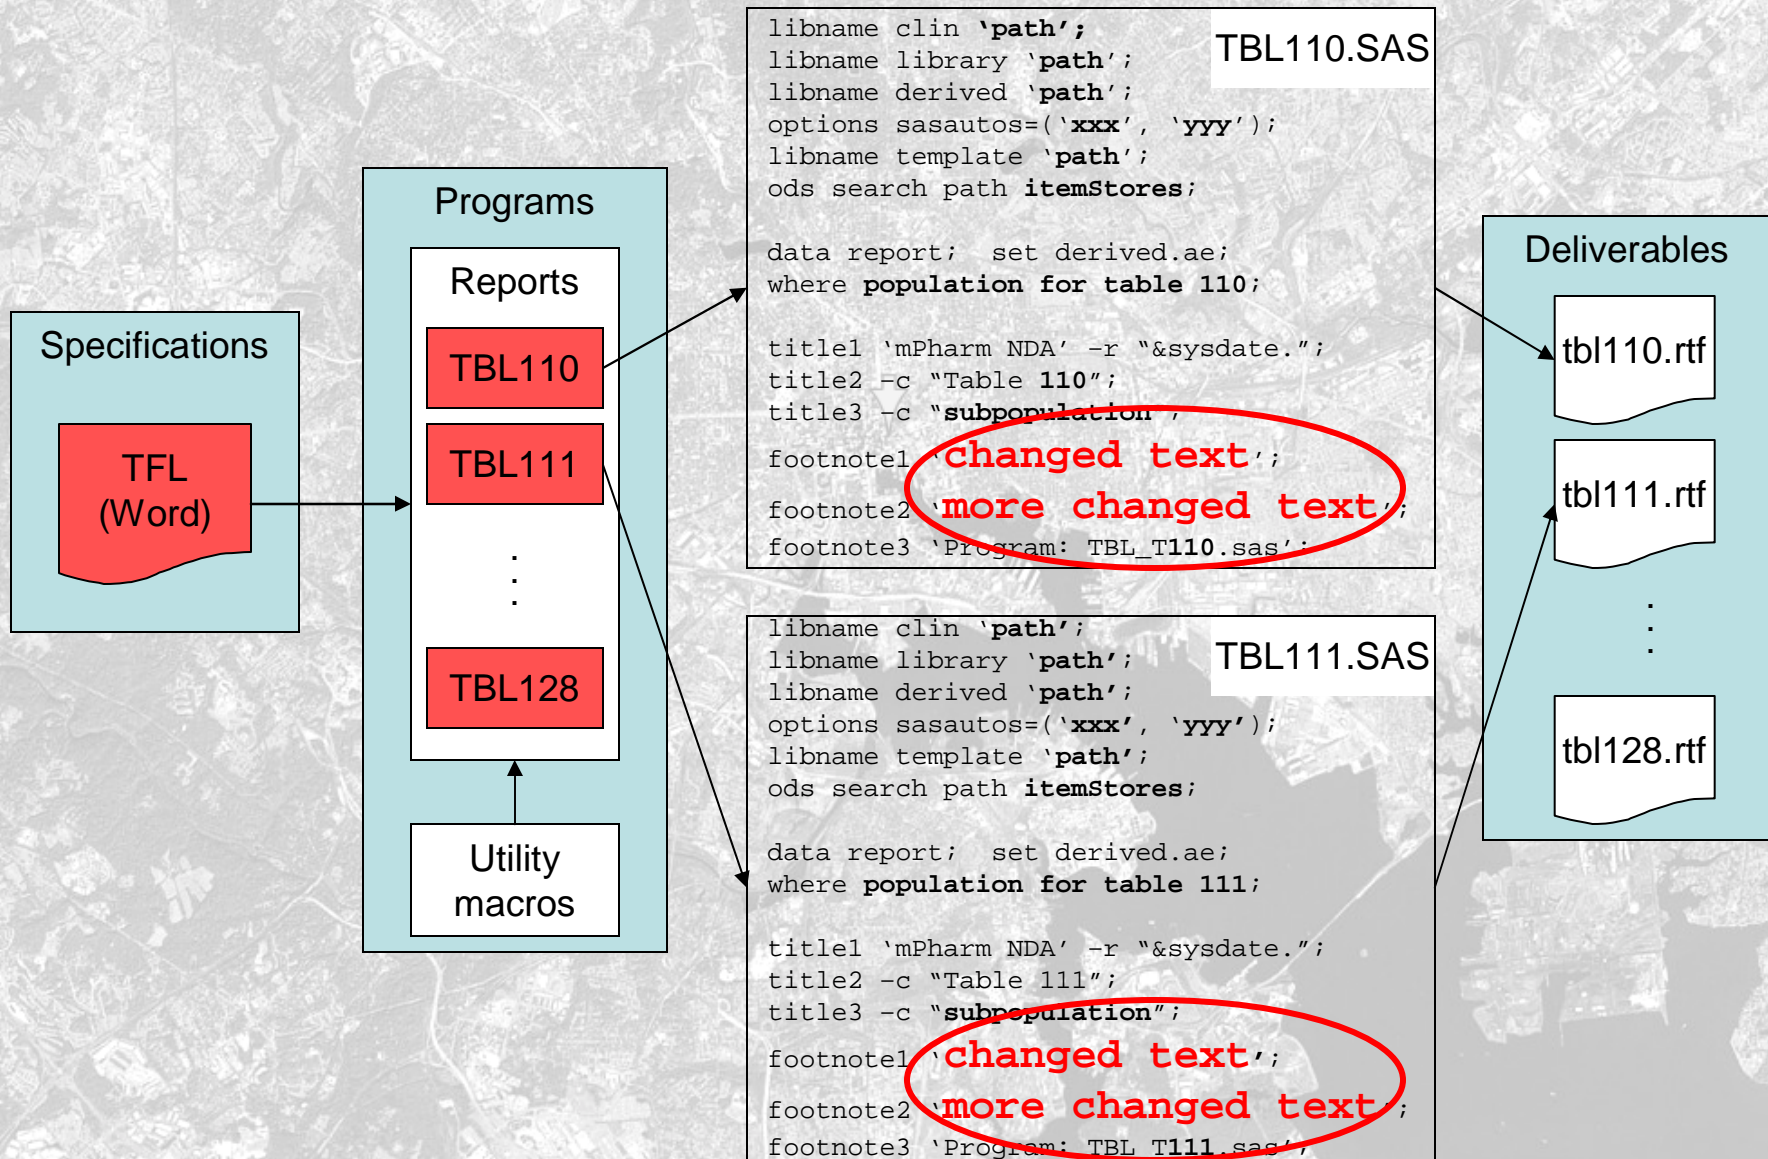 Specifications
TFL
(Word)
Programs
Reports
TBL110
TBL111
.
.
.
TBL128
Utility
macros
TBL110.SAS
libname clin ‘path’;
libname library ‘path’;
libname derived ‘path’;
options sasautos=(‘xxx’, ‘yyy’);
libname template ‘path’;
ods search path itemStores;
data report;  set derived.ae;
where population for table 110;
title1 ‘mPharm NDA’ –r “&sysdate.”;
title2 –c “Table 110”;
title3 –c “subpopulation”;
footnote1 ‘changed text’;
footnote2 ‘more changed text’;
footnote3 ‘Program: TBL_T110.sas’;
TBL111.SAS
libname clin ‘path’;
libname library ‘path’;
libname derived ‘path’;
options sasautos=(‘xxx’, ‘yyy’);
libname template ‘path’;
ods search path itemStores;
data report;  set derived.ae;
where population for table 111;
title1 ‘mPharm NDA’ –r “&sysdate.”;
title2 –c “Table 111”;
title3 –c “subpopulation”;
footnote1 ‘changed text’;
footnote2 ‘more changed text’;
footnote3 ‘Program: TBL_T111.sas’;
Deliverables
tbl110.rtf
tbl111.rtf
.
.
.
tbl128.rtf